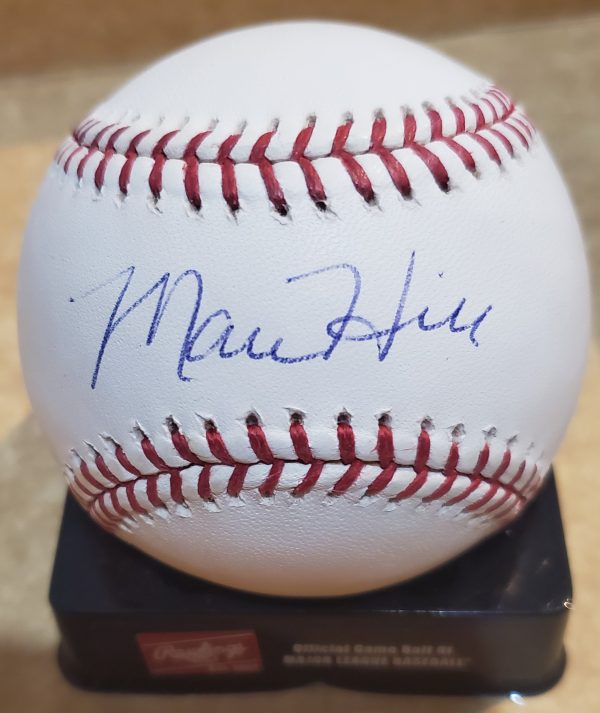 Marc Hill
Rawlings
Official Game Ball of
MAJOR LEAGUE BASEBALL